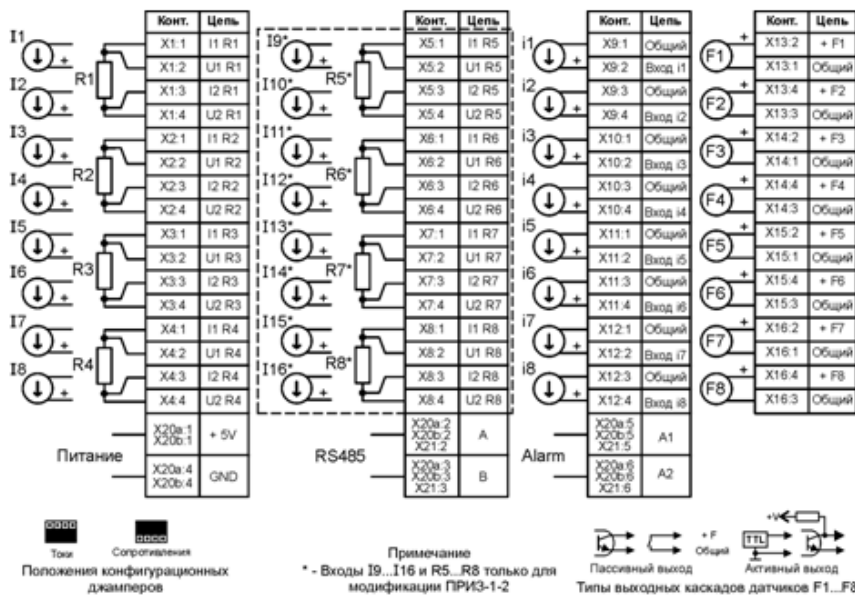 Конт. Цепь Конт. Цепь Конт. Цепь Конт. Цепь
I1 X1:1 I1 R1 I9* X5:1 I1 R5 i1 X9:1 Общий F1 + X13:2 + F1
R1 X1:2 U1 R1 R5* X5:2 U1 R5 X9:2 Вход i1 X13:1 Общий
I2 X1:3 I2 R1 I10* X5:3 I2 R5 i2 X9:3 Общий F2 + X13:4 + F2
X1:4 U2 R1 X5:4 U2 R5 X9:4 Вход i2 X13:3 Общий
I3 X2:1 I1 R2 I11* X6:1 I1 R6 i3 X10:1 Общий F3 + X14:2 + F3
R2 X2:2 U1 R2 R6* X6:2 U1 R6 X10:2 Вход i3 X14:1 Общий
I4 X2:3 I2 R2 I12* X6:3 I2 R6 i4 X10:3 Общий F4 + X14:4 + F4
X2:4 U2 R2 X6:4 U2 R6 X10:4 Вход i4 X14:3 Общий
I5 X3:1 I1 R3 I13* X7:1 I1 R7 i5 X11:1 Общий F5 + X15:2 + F5
R3 X3:2 U1 R3 R7* X7:2 U1 R7 X11:2 Вход i5 X15:1 Общий
I6 X3:3 I2 R3 I14* X7:3 I2 R7 i6 X11:3 Общий F6 + X15:4 + F6
X3:4 U2 R3 X7:4 U2 R7 X11:4 Вход i6 X15:3 Общий
I7 X4:1 I1 R4 I15* X8:1 I1 R8 i7 X12:1 Общий F7 + X16:2 + F7
R4 X4:2 U1 R4 R8* X8:2 U1 R8 X12:2 Вход i7 X16:1 Общий
I8 X4:3 I2 R4 I16* X8:3 I2 R8 i8 X12:3 Общий F8 + X16:4 + F8
X4:4 U2 R4 X8:4 U2 R8 X12:4 Вход i8 X16:3 Общий
Питание
X20a:1
X20b:1
+ 5V
X20a:4
X20b:4
GND
RS485
X20a:2
X20b:2
X21:2
A
X20a:3
X20b:3
X21:3
B
Alarm
X20a:5
X20b:5
X21:5
A1
X20a:6
X20b:6
X21:6
A2
Токи Сопротивления
Положения конфигурационных
джамперов
Примечание
* - Входы I9...I16 и R5...R8 только для
модификации ПРИЗ-1-2
+ F
Общий
+V
TTL
Пассивный выход Активный выход
Типы выходных каскадов датчиков F1...F8